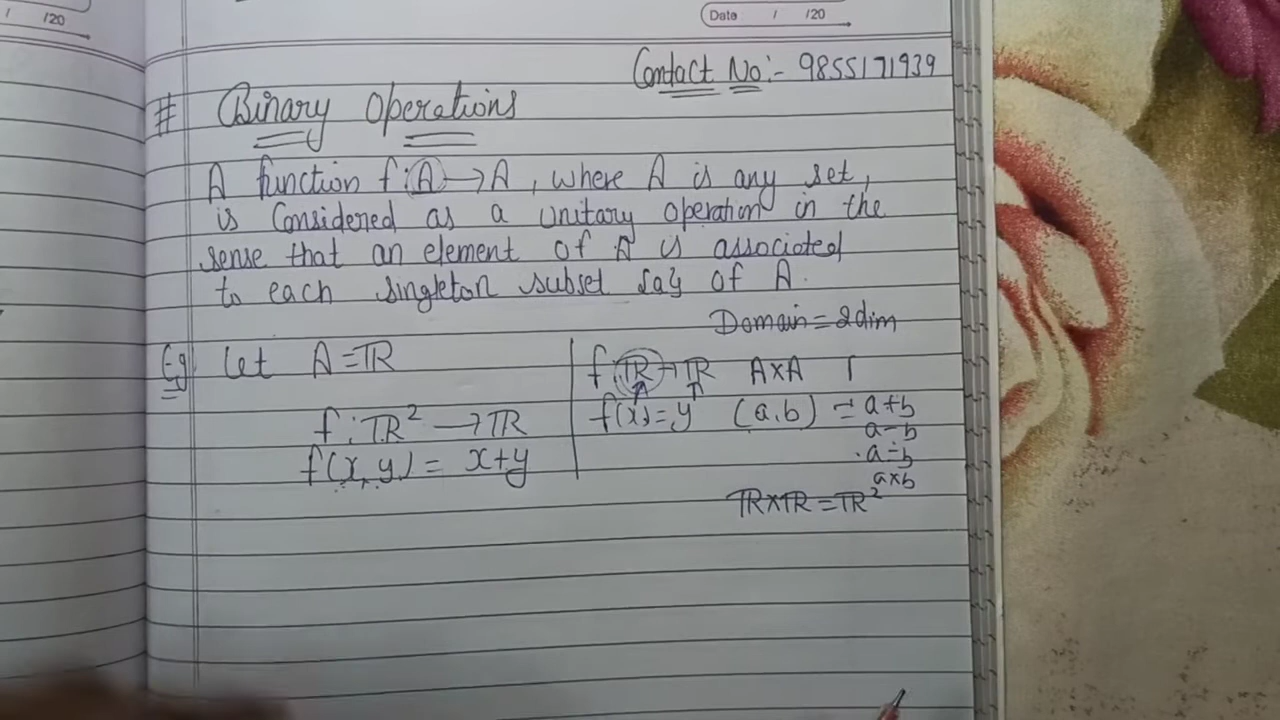 / /20
Date / /20
Contact No:- 9855171939
# Binary Operations
A function f:A→A, where A is any set,
is Considered as a unitary operation in the
sense that an element of A is associated
to each singleton subset {a} of A.
Domain = 2dim
Eg Let A = ℝ
f:ℝ→ℝ A×A
A A
f:ℝ² → ℝ
f(x)=y (a,b) = a+b
a-b
f(x,y) = x+y
a÷b
a×b
ℝ×ℝ = ℝ²